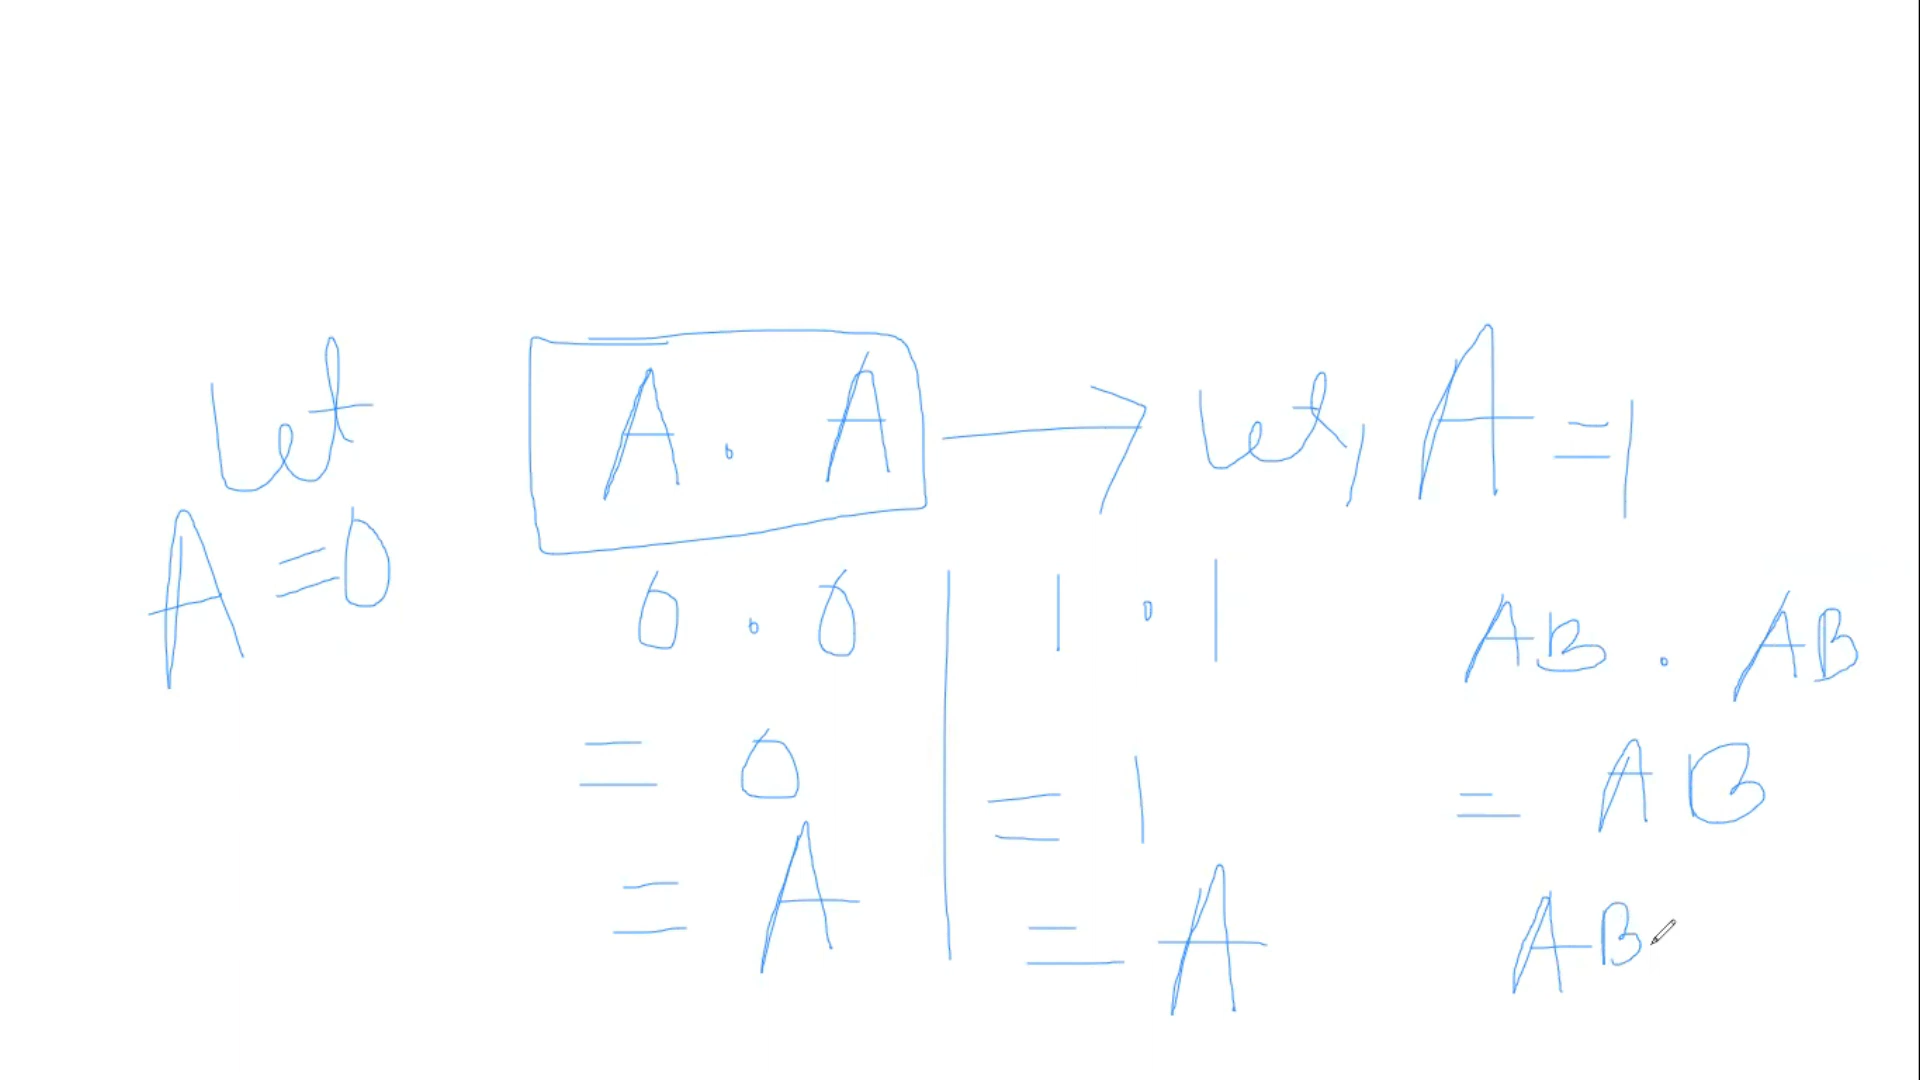 Let
A = 0
A . A
Let, A = 1
0 . 0
= 0
= A
1 . 1
= 1
= A
AB . AB
= AB
AB